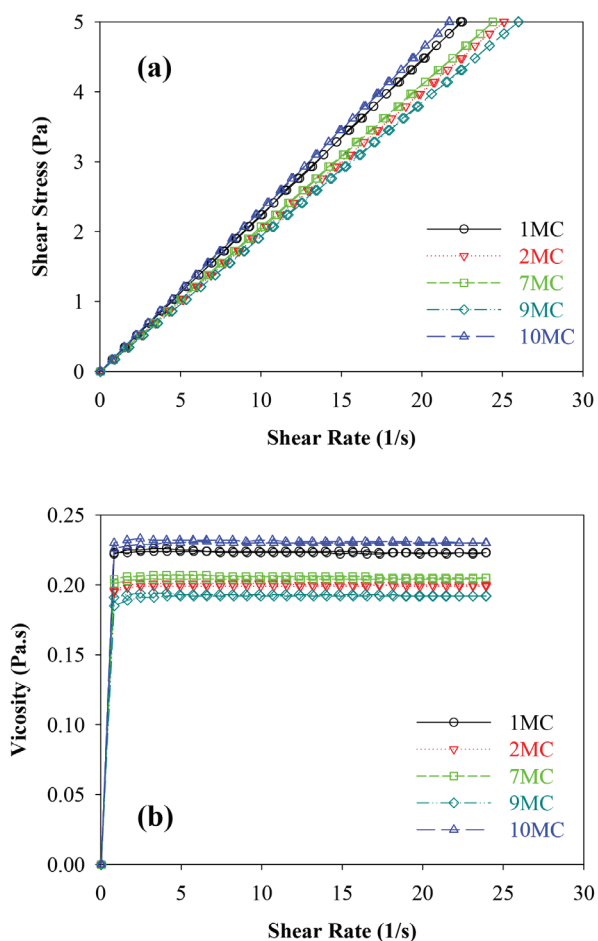 5
4
3
2
1
0
Shear Stress (Pa)
(a)
1MC
2MC
7MC
9MC
10MC
0 5 10 15 20 25 30
Shear Rate (1/s)
0.25
0.20
0.15
0.10
0.05
0.00
Vicosity (Pa.s)
1MC
2MC
7MC
9MC
10MC
(b)
0 5 10 15 20 25 30
Shear Rate (1/s)